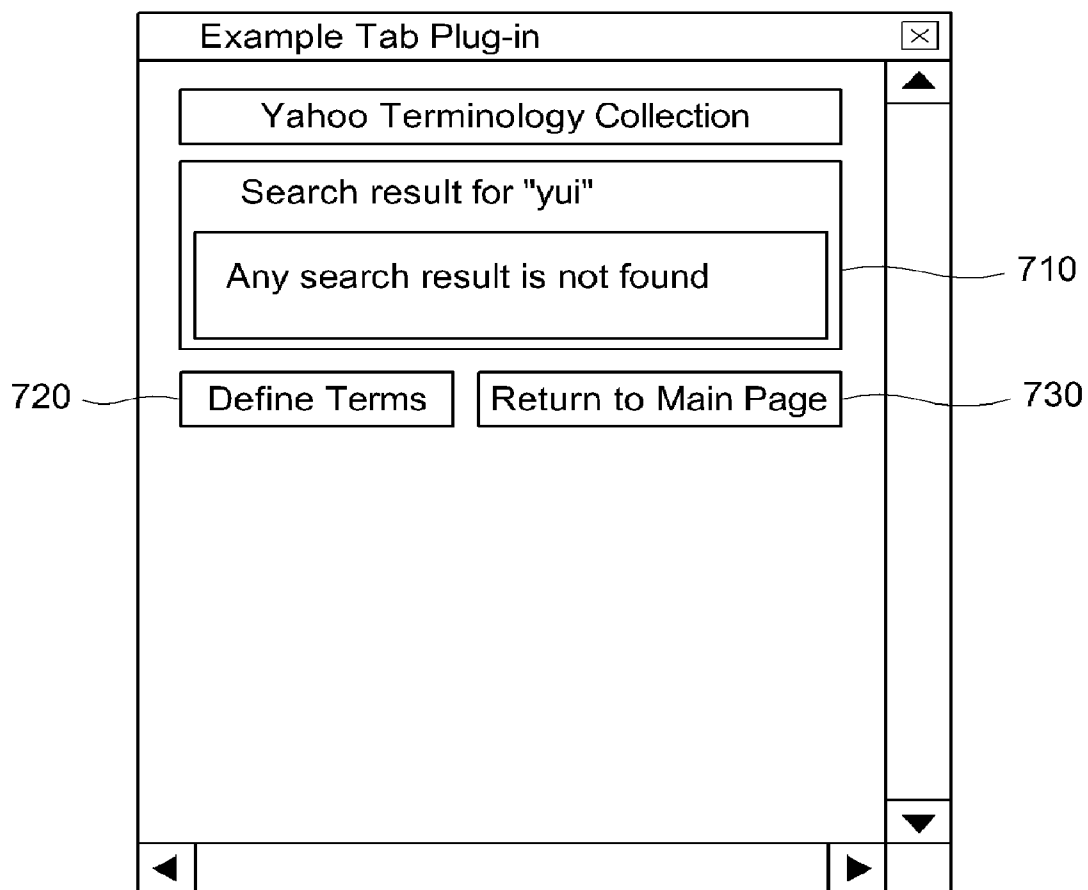 Example Tab Plug-in
Yahoo Terminology Collection
Search result for "yui"
Any search result is not found
710
720
Define Terms
Return to Main Page
730